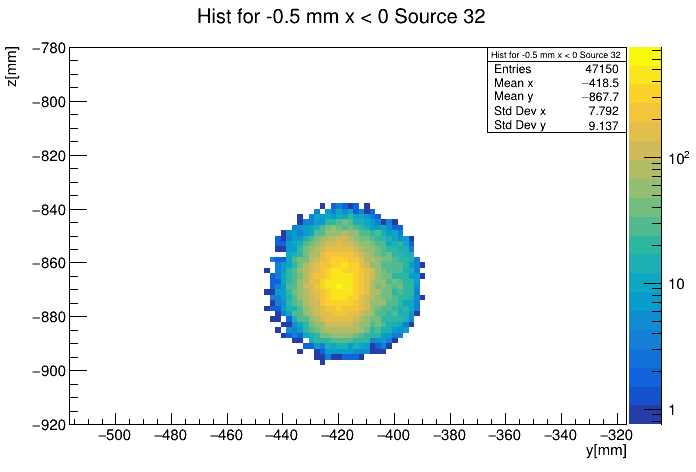 Hist for -0.5 mm x < 0 Source 32
z[mm]
−780
−800
−820
−840
−860
−880
−900
−920
−500 −480 −460 −440 −420 −400 −380 −360 −340 −320
y[mm]
Hist for -0.5 mm x < 0 Source 32
Entries 47150
Mean x −418.5
Mean y −867.7
Std Dev x 7.792
Std Dev y 9.137
10²
10
1